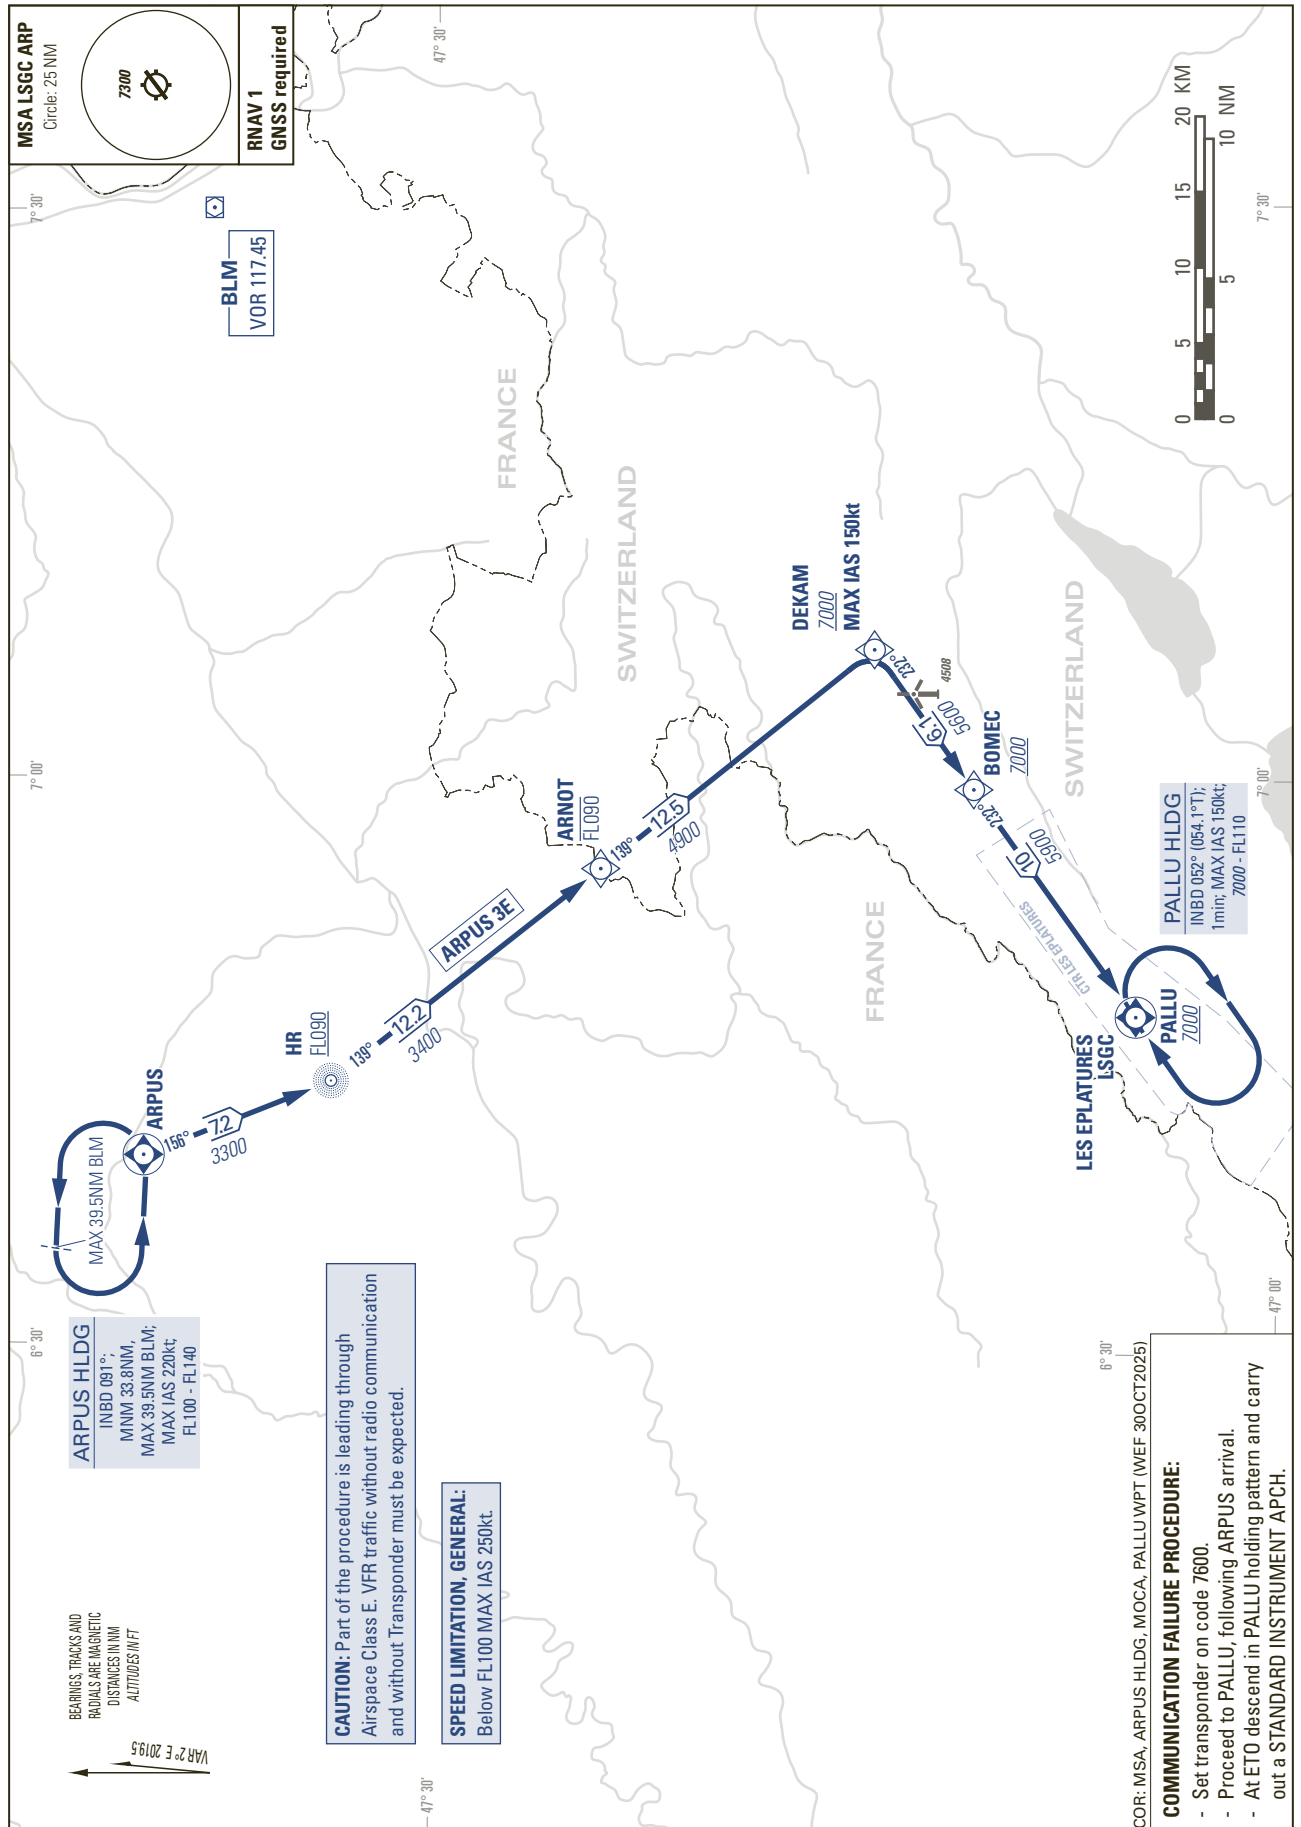 BEARINGS, TRACKS AND
RADIALS ARE MAGNETIC
DISTANCES IN NM
ALTITUDES IN FT
VAR 2° E 2019.5
ARPUS HLDG
INBD 091°;
MNM 33.8NM,
MAX 39.5NM BLM;
MAX IAS 220kt;
FL100 - FL140
6° 30'
MAX 39.5NM BLM
ARPUS
156°
7.2
3300
7° 00'
7° 30'
MSA LSGC ARP
Circle: 25 NM
7300
RNAV 1
GNSS required
BLM
VOR 117.45
HR
FL090
139°
12.2
3400
ARPUS 3E
CAUTION: Part of the procedure is leading through
Airspace Class E. VFR traffic without radio communication
and without Transponder must be expected.
SPEED LIMITATION, GENERAL:
Below FL100 MAX IAS 250kt.
47° 30'
47° 30'
FRANCE
ARNOT
FL090
139°
12.5
4900
SWITZERLAND
DEKAM
7000
MAX IAS 150kt
232°
4508
6.1
5600
FRANCE
BOMEC
7000
232°
10
5900
CTR LES EPLATURES
SWITZERLAND
LES EPLATURES
LSGC
PALLU
7000
PALLU HLDG
INBD 052° (054.1°T);
1min; MAX IAS 150kt;
7000 - FL110
0 5 10 15 20 KM
0 5 10 NM
6° 30'
7° 00'
7° 30'
47° 00'
COR: MSA, ARPUS HLDG, MOCA, PALLU WPT (WEF 30OCT2025)
COMMUNICATION FAILURE PROCEDURE:
- Set transponder on code 7600.
- Proceed to PALLU, following ARPUS arrival.
- At ETO descend in PALLU holding pattern and carry
out a STANDARD INSTRUMENT APCH.